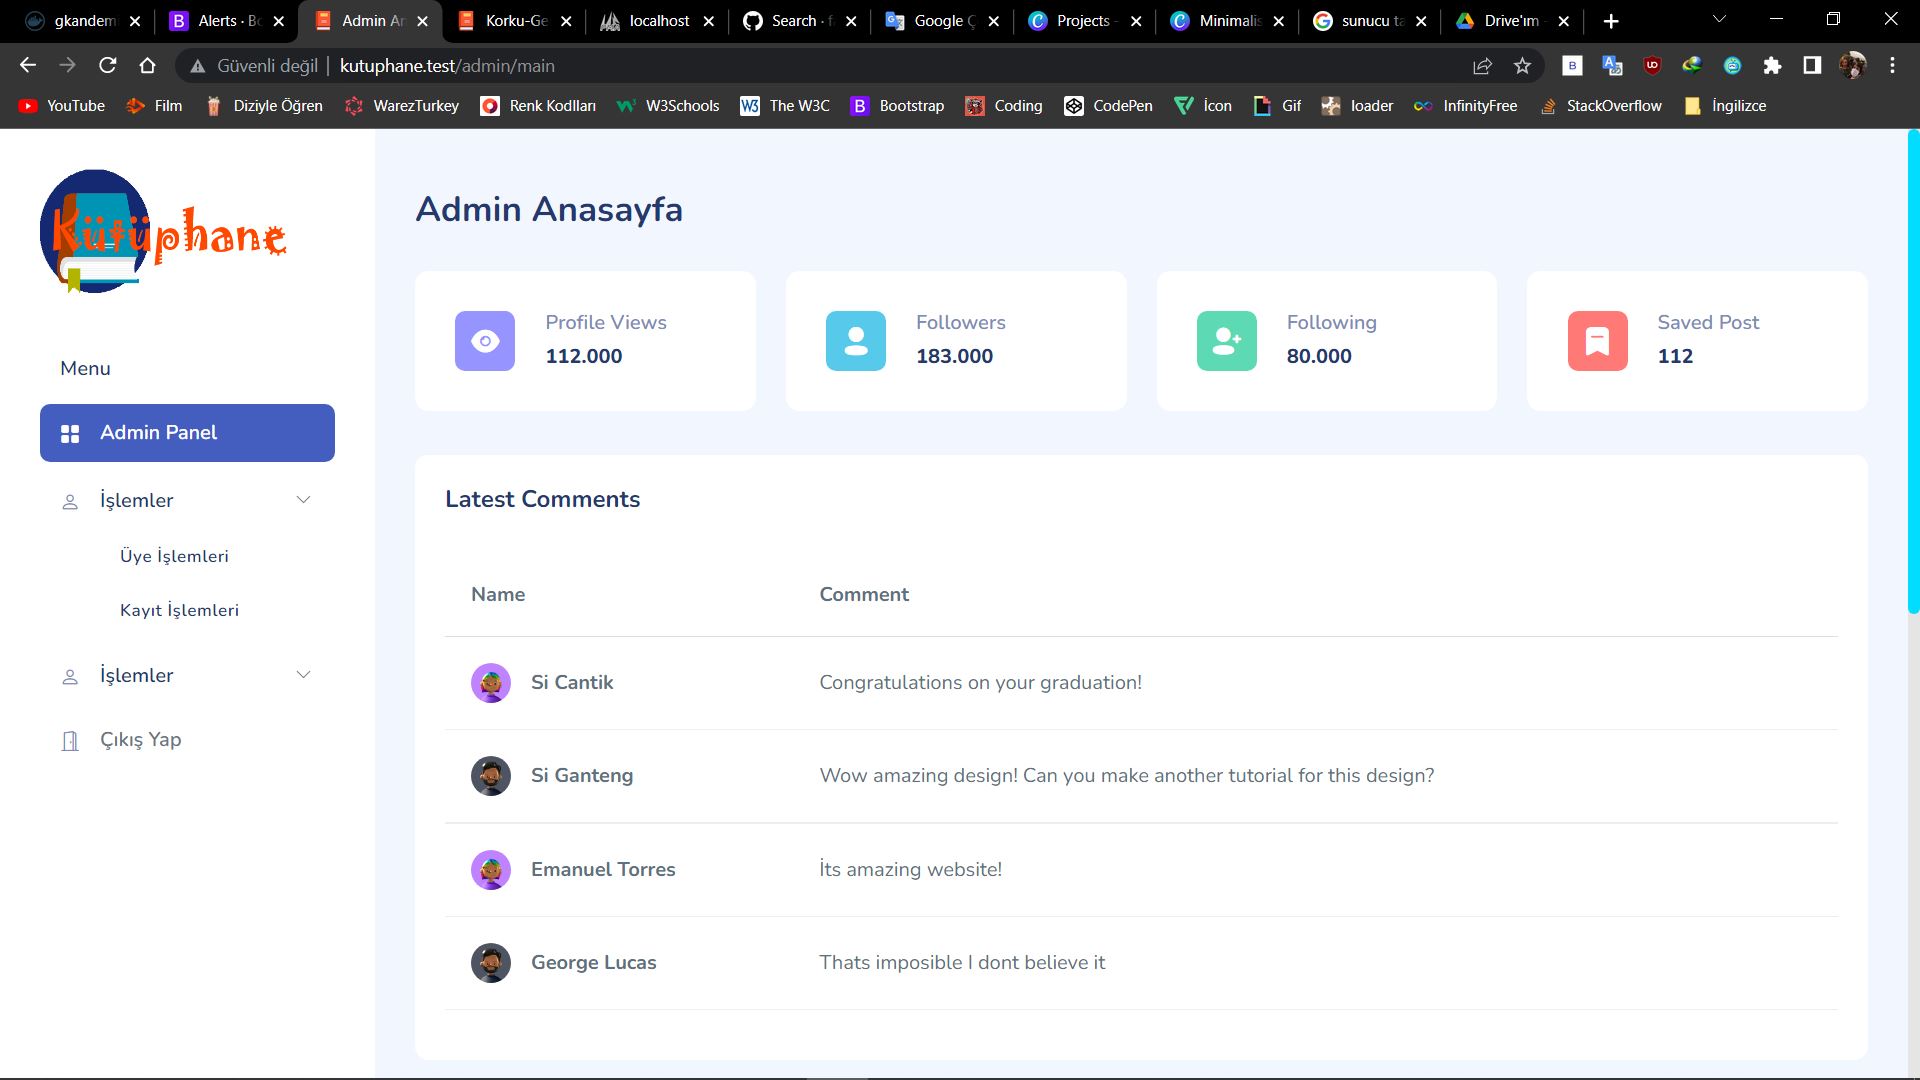 gkandemi
Alerts · Bo
Admin An
Korku-Ge
localhost
Search · fa
Google Ç
Projects -
Minimalis
sunucu ta
Drive'ım -
Güvenli değil | kutuphane.test/admin/main
YouTube
Film
Diziyle Öğren
WarezTurkey
Renk Kodlları
W3Schools
The W3C
Bootstrap
Coding
CodePen
İcon
Gif
loader
InfinityFree
StackOverflow
İngilizce
Kütüphane
Menu
Admin Panel
İşlemler
Üye İşlemleri
Kayıt İşlemleri
İşlemler
Çıkış Yap
Admin Anasayfa
Profile Views
112.000
Followers
183.000
Following
80.000
Saved Post
112
Latest Comments
Name Comment
Si Cantik Congratulations on your graduation!
Si Ganteng Wow amazing design! Can you make another tutorial for this design?
Emanuel Torres İts amazing website!
George Lucas Thats imposible I dont believe it